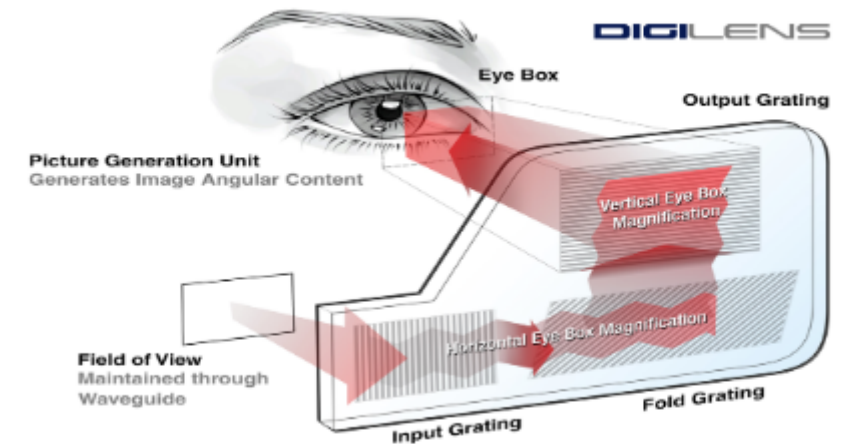 DIGILENS
Eye Box
Output Grating
Picture Generation Unit
Generates Image Angular Content
Vertical Eye Box
Magnification
Horizontal Eye Box Magnification
Field of View
Maintained through
Waveguide
Fold Grating
Input Grating